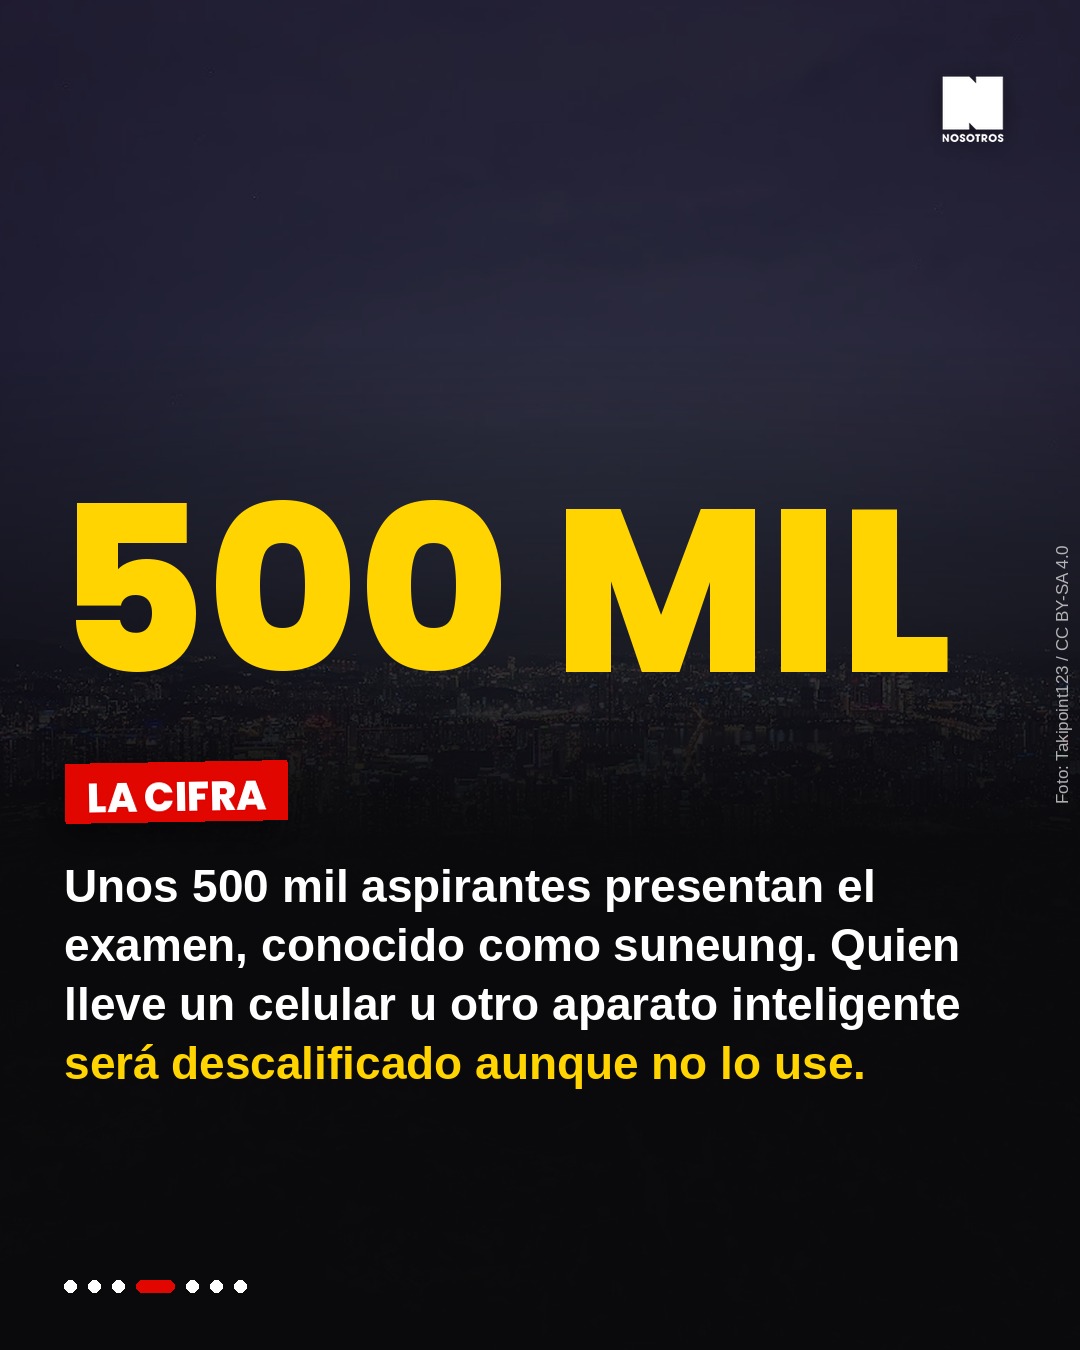 NOSOTROS
500 MIL
Foto: Takipoint123 / CC BY-SA 4.0
LA CIFRA
Unos 500 mil aspirantes presentan el
examen, conocido como suneung. Quien
lleve un celular u otro aparato inteligente
será descalificado aunque no lo use.